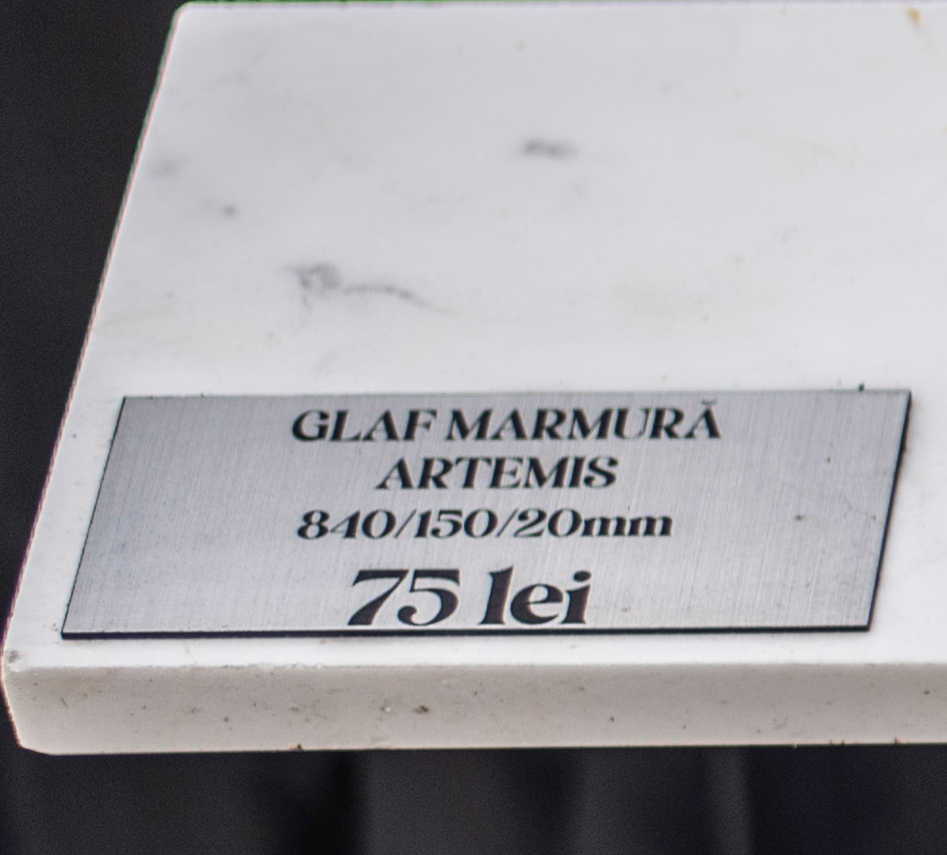 GLAF MARMURĂ
ARTEMIS
840/150/20mm
75 lei